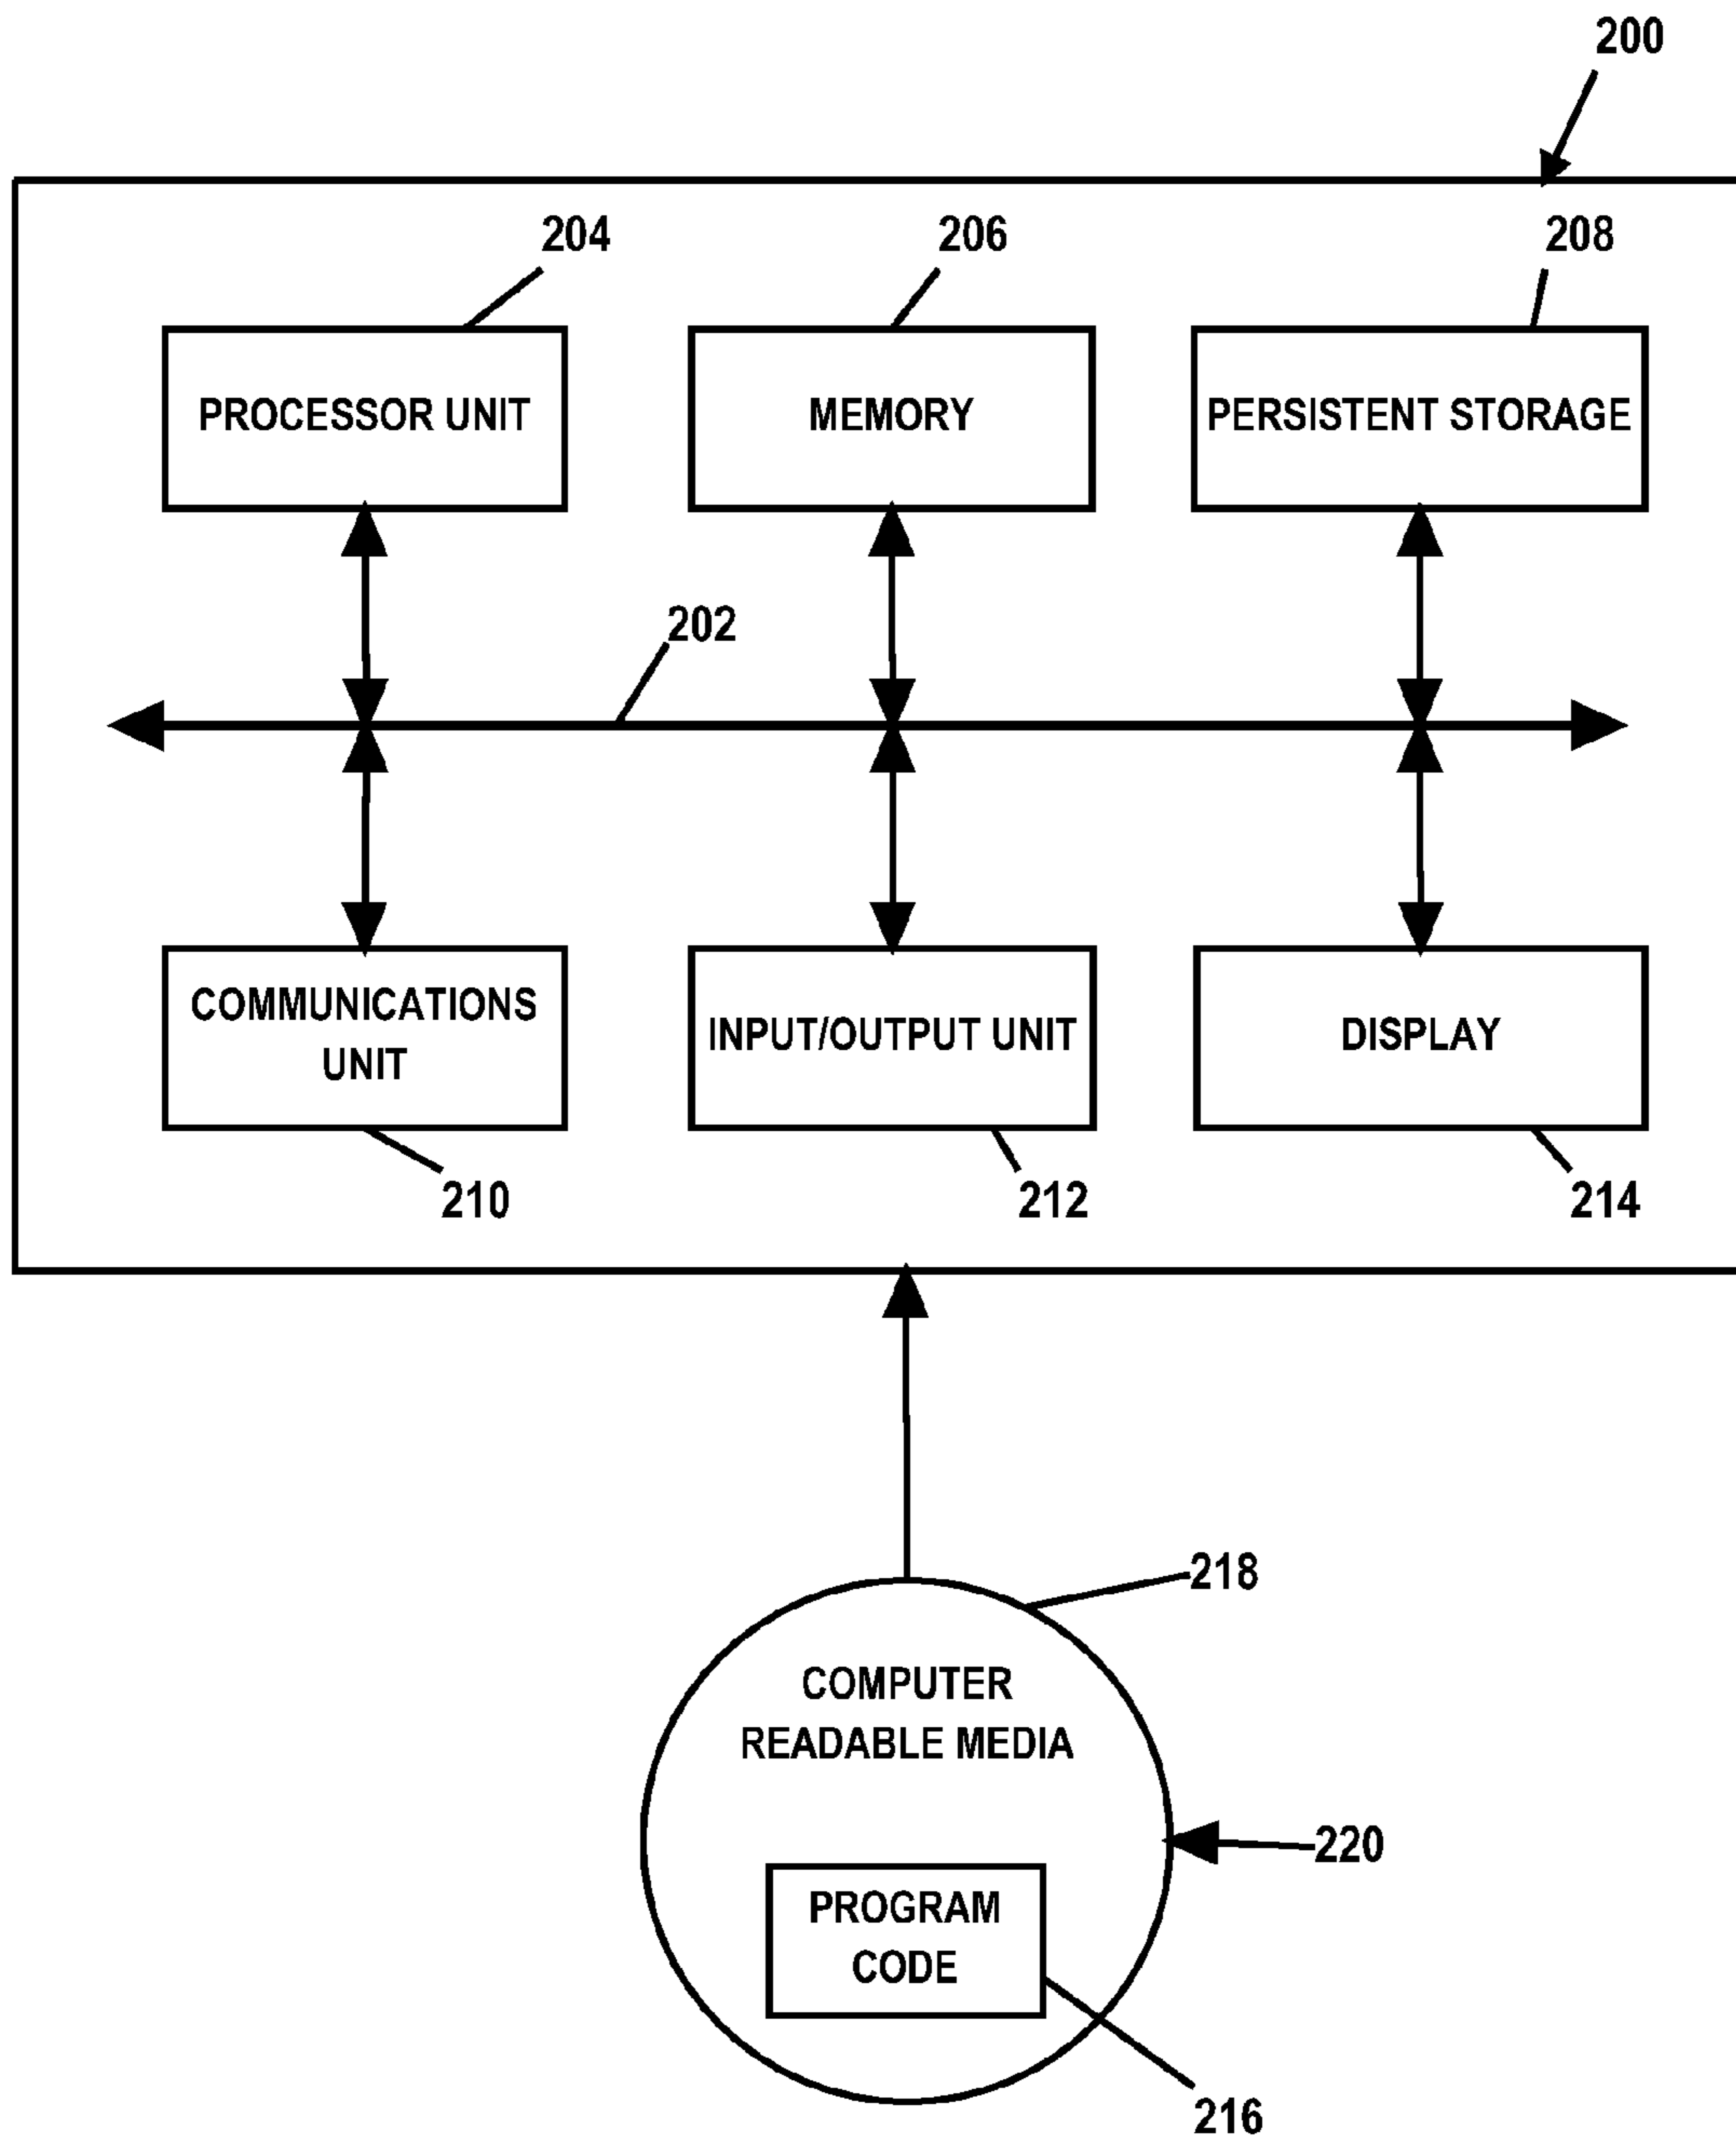 200
204
206
208
PROCESSOR UNIT
MEMORY
PERSISTENT STORAGE
202
COMMUNICATIONS
UNIT
INPUT/OUTPUT UNIT
DISPLAY
210
212
214
218
COMPUTER
READABLE MEDIA
220
PROGRAM
CODE
216